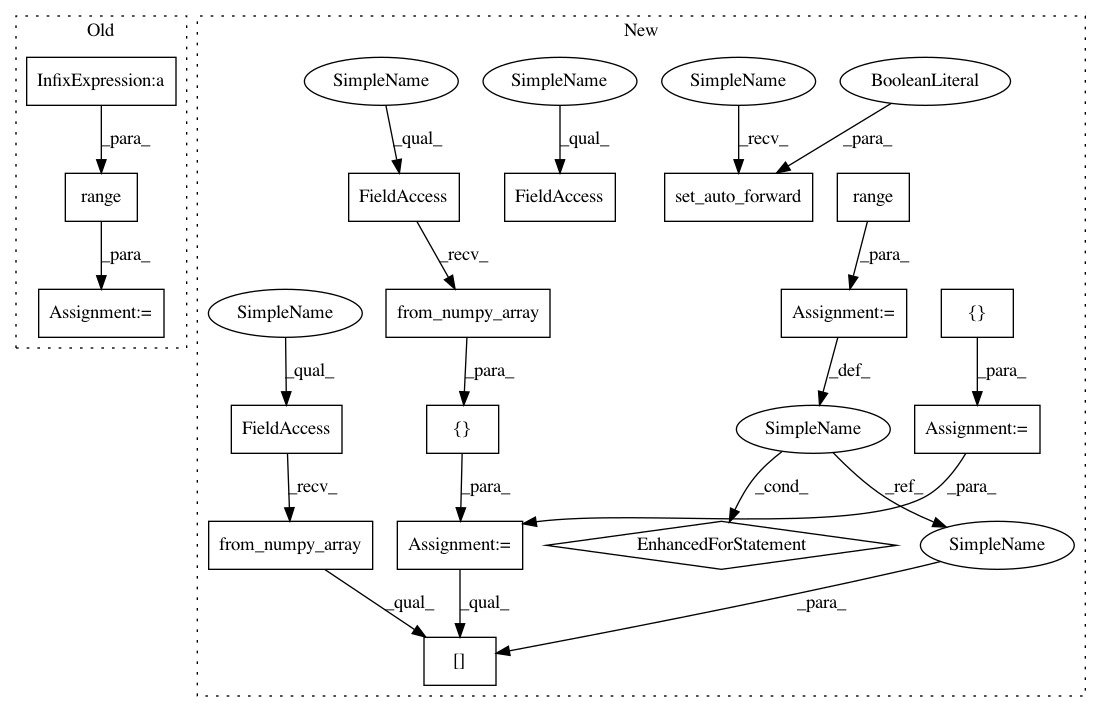 Old
New
InfixExpression:a
SimpleName
SimpleName
SimpleName
BooleanLiteral
_para_
_qual_
_qual_
_recv_
_para_
range
FieldAccess
FieldAccess
set_auto_forward
range
_para_
_recv_
_para_
Assignment:=
SimpleName
from_numpy_array
Assignment:=
{}
_qual_
_para_
_def_
_para_
FieldAccess
{}
SimpleName
Assignment:=
_recv_
_para_
_cond_
_ref_
_para_
from_numpy_array
Assignment:=
EnhancedForStatement
SimpleName
_qual_
_qual_
_para_
[]